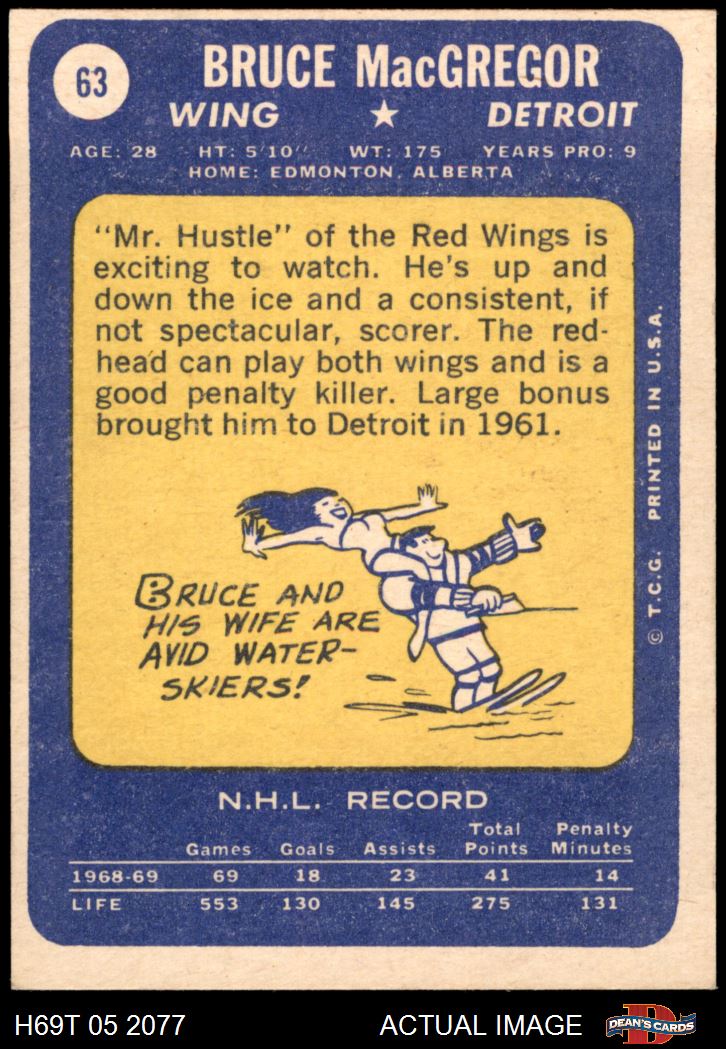 63
BRUCE MacGREGOR
WING ★ DETROIT
AGE: 28 HT: 5'10'' WT: 175 YEARS PRO: 9
HOME: EDMONTON, ALBERTA
"Mr. Hustle" of the Red Wings is
exciting to watch. He's up and
down the ice and a consistent, if
not spectacular, scorer. The red-
head can play both wings and is a
good penalty killer. Large bonus
brought him to Detroit in 1961.
BRUCE AND
HIS WIFE ARE
AVID WATER-
SKIERS!
© T.C.G. PRINTED IN U.S.A.
N.H.L. RECORD
Total Penalty
Games Goals Assists Points Minutes
1968-69 69 18 23 41 14
LIFE 553 130 145 275 131
H69T 05 2077 ACTUAL IMAGE
DEAN'S CARDS